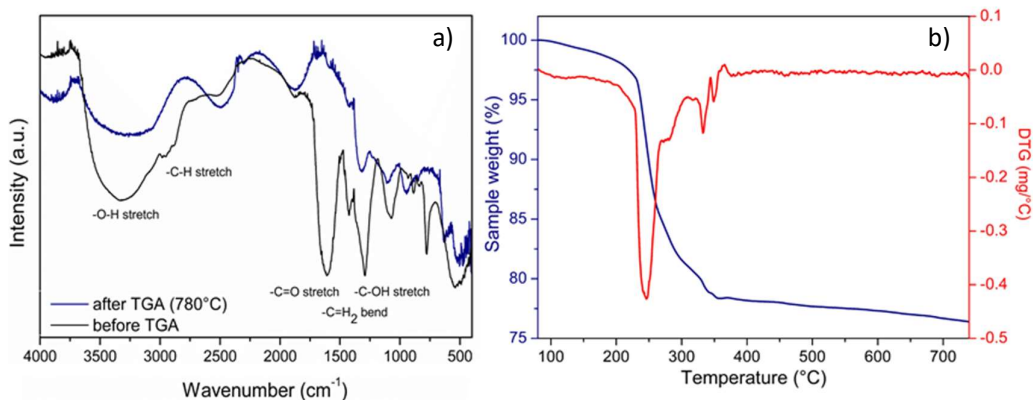 a)
-C-H stretch
-O-H stretch
-C=O stretch
-C-OH stretch
-C=H2 bend
after TGA (780°C)
before TGA
Intensity (a.u.)
4000 3500 3000 2500 2000 1500 1000 500
Wavenumber (cm-1)
b)
100
95
90
85
80
75
Sample weight (%)
0.1
0.0
-0.1
-0.2
-0.3
-0.4
-0.5
DTG (mg/°C)
100 200 300 400 500 600 700
Temperature (°C)